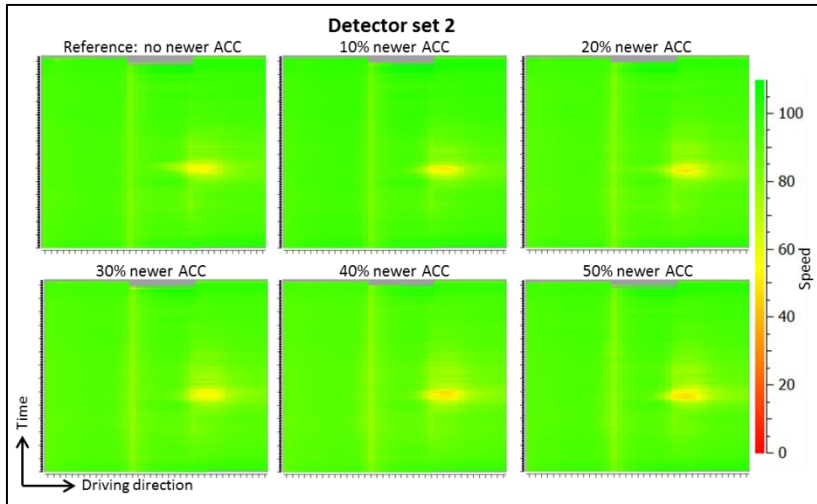 Detector set 2
Reference: no newer ACC
10% newer ACC
20% newer ACC
30% newer ACC
40% newer ACC
50% newer ACC
100
80
60
40
20
0
Speed
Time
Driving direction